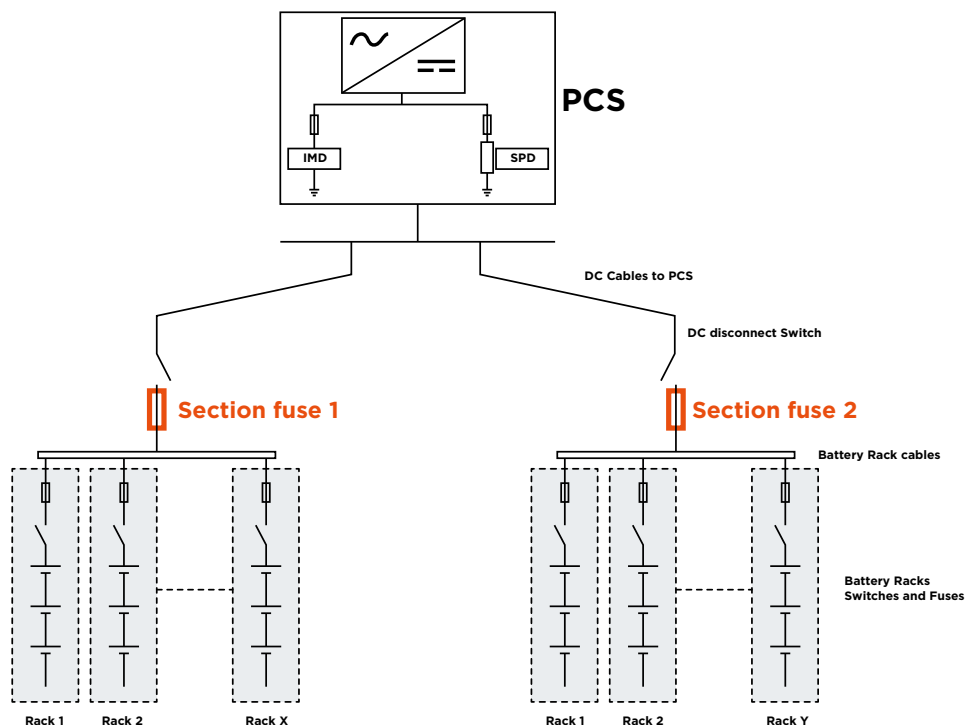 PCS
IMD
SPD
DC Cables to PCS
DC disconnect Switch
Section fuse 1
Section fuse 2
Battery Rack cables
Battery Racks
Switches and Fuses
Rack 1
Rack 2
Rack X
Rack 1
Rack 2
Rack Y